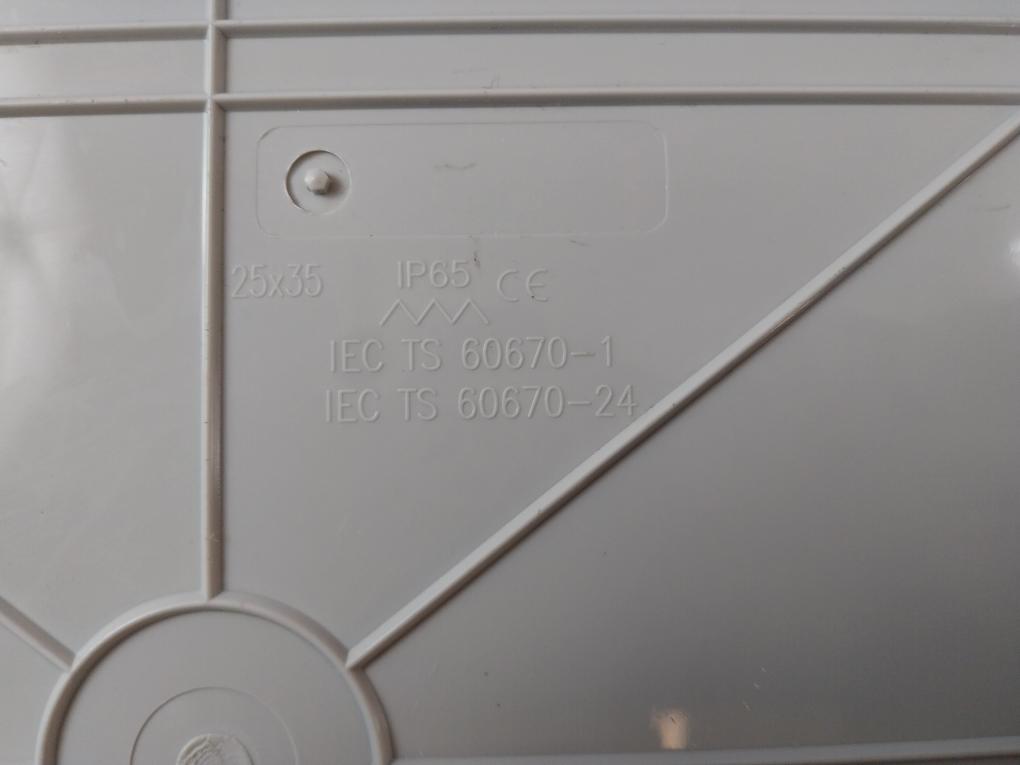 25x35 IP65 CE
IEC TS 60670-1
IEC TS 60670-24